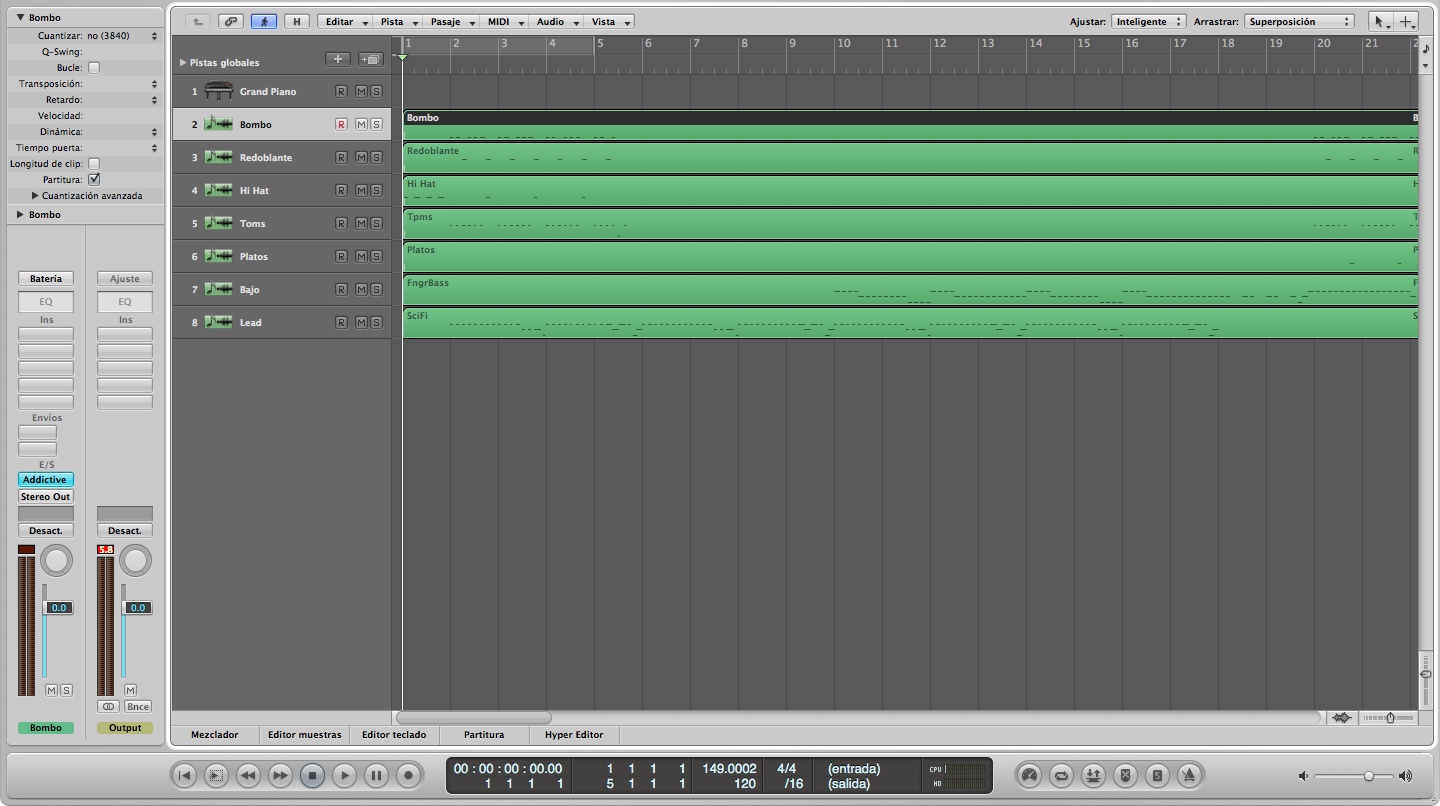 Bombo
Cuantizar: no (3840)
Q-Swing:
Bucle:
Transposición:
Retardo:
Velocidad:
Dinámica:
Tiempo puerta:
Longitud de clip:
Partitura:
Cuantización avanzada
Bombo
Batería Ajuste
EQ EQ
Ins Ins
Envíos
E/S
Addictive
Stereo Out
Desact. Desact.
5.8
0.0 0.0
M S M
Bnce
Bombo Output
H Editar Pista Pasaje MIDI Audio Vista Ajustar: Inteligente Arrastrar: Superposición
1 2 3 4 5 6 7 8 9 10 11 12 13 14 15 16 17 18 19 20 21 2
Pistas globales
1 Grand Piano R M S
2 Bombo R M S Bombo B
3 Redoblante R M S Redoblante R
4 Hi Hat R M S Hi Hat H
5 Toms R M S Tpms T
6 Platos R M S Platos P
7 Bajo R M S FngrBass F
8 Lead R M S SciFi S
Mezclador Editor muestras Editor teclado Partitura Hyper Editor
00 : 00 : 00 : 00.00 1 1 1 1 149.0002 4/4 (entrada) CPU
1 1 1 1 5 1 1 1 120 /16 (salida) HD
S